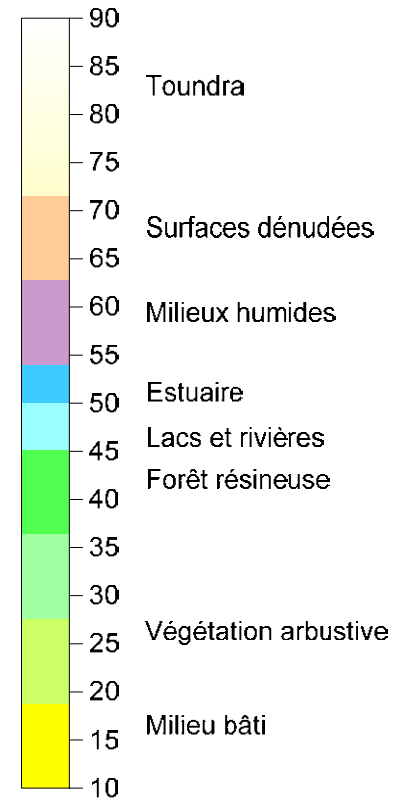 90
85
Toundra
80
75
70
Surfaces dénudées
65
60
Milieux humides
55
50
Estuaire
Lacs et rivières
45
Forêt résineuse
40
35
30
Végétation arbustive
25
20
Milieu bâti
15
10